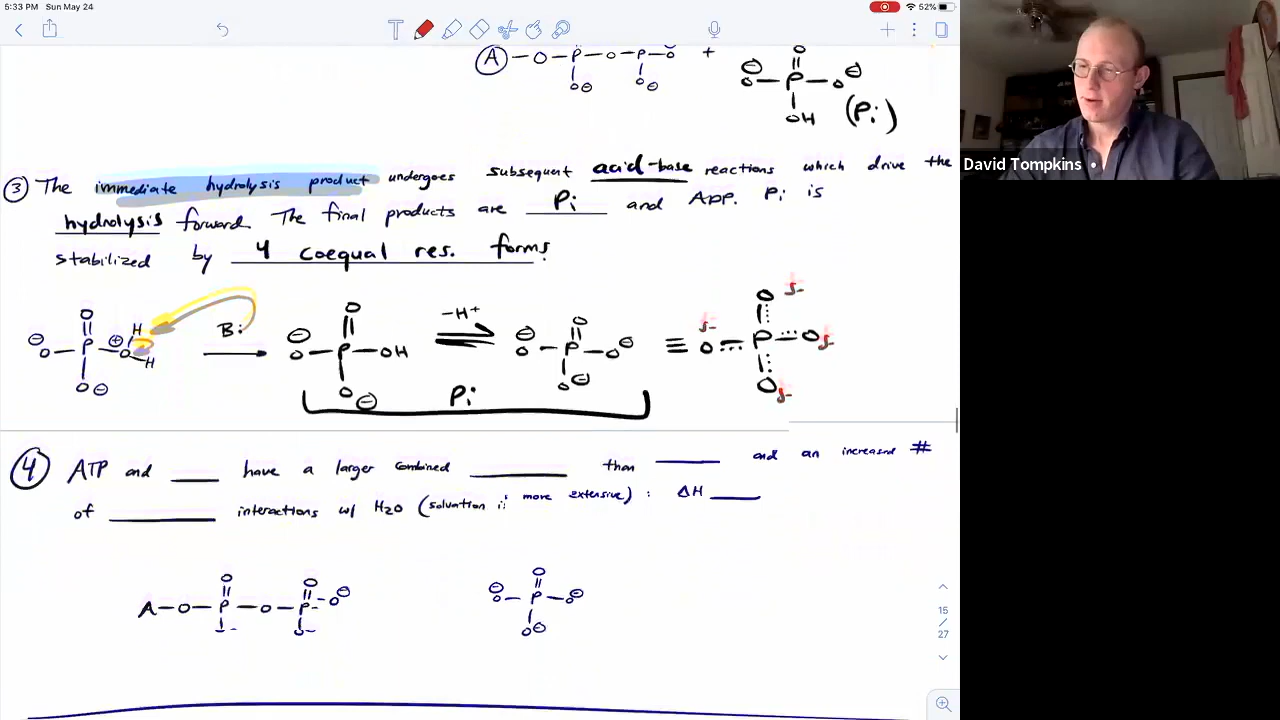 5:33 PM Sun May 24
52%
A - O - P - O - P - O + O - P - O
O⊖ O⊖ OH (Pi)
③ The immediate hydrolysis product undergoes subsequent acid-base reactions which drive the
hydrolysis forward. The final products are Pi and ADP. Pi is
stabilized by 4 coequal res. forms.
B: -H+
Pi
④ ATP and ____ have a larger combined ____ than ____ and an increased #
of ____ interactions w/ H2O (solvation is more extensive): ΔH ____
A-O-P-O-P-O⊖
David Tompkins
15
/
27